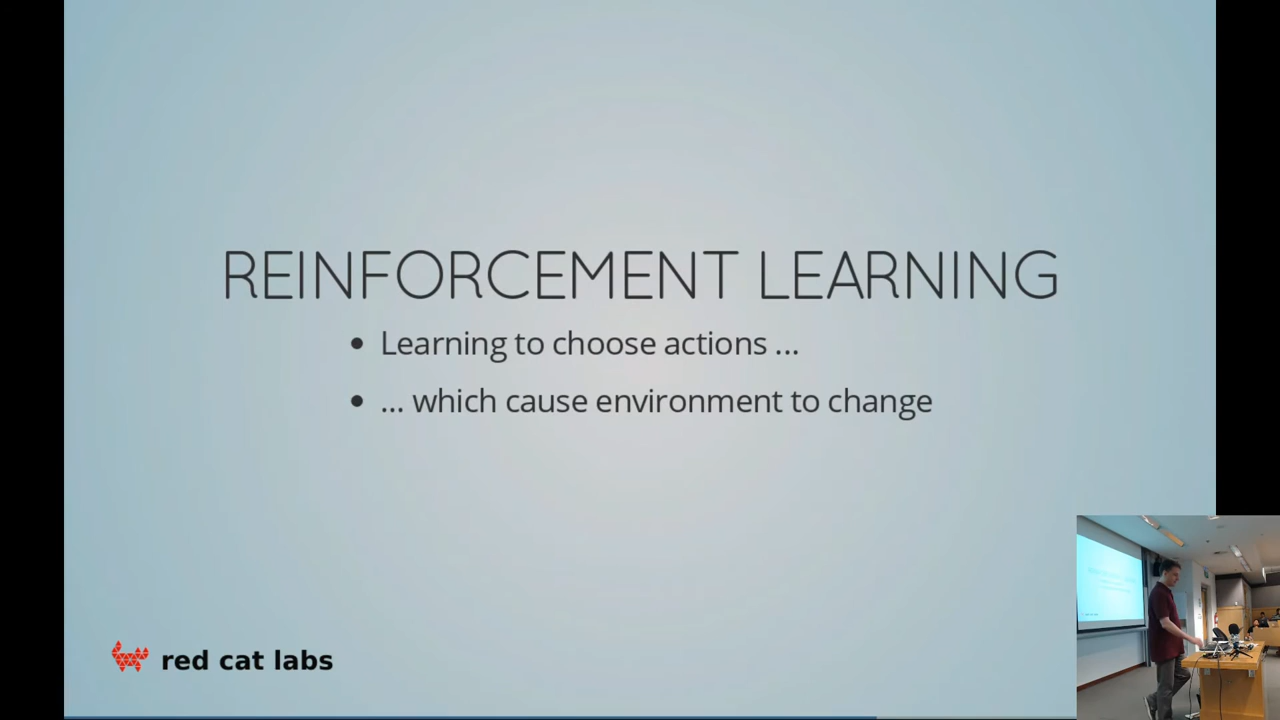 REINFORCEMENT LEARNING
• Learning to choose actions ...
• ... which cause environment to change
red cat labs